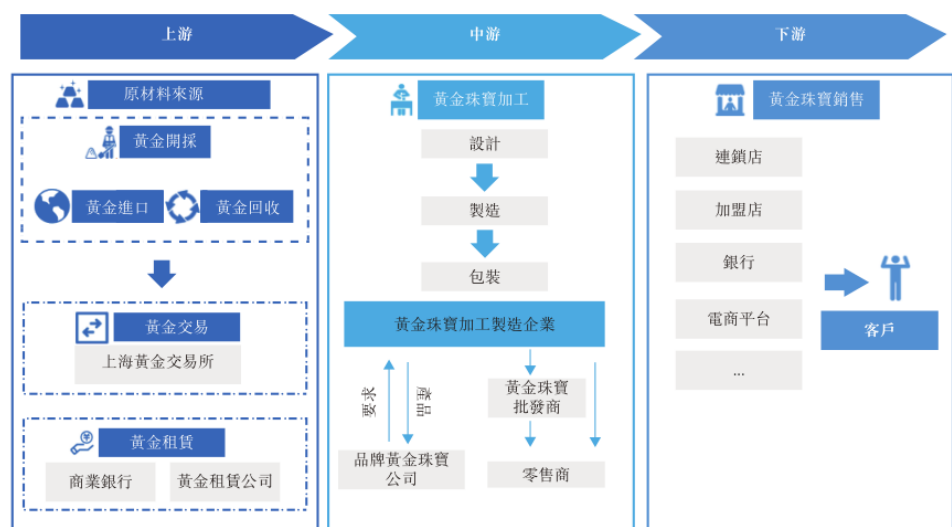 上游
中游
下游
原材料來源
黃金開採
黃金進口
黃金回收
黃金交易
上海黃金交易所
黃金租賃
商業銀行
黃金租賃公司
黃金珠寶加工
設計
製造
包裝
黃金珠寶加工製造企業
要求
產品
黃金珠寶
批發商
品牌黃金珠寶
公司
零售商
黃金珠寶銷售
連鎖店
加盟店
銀行
電商平台
...
客戶